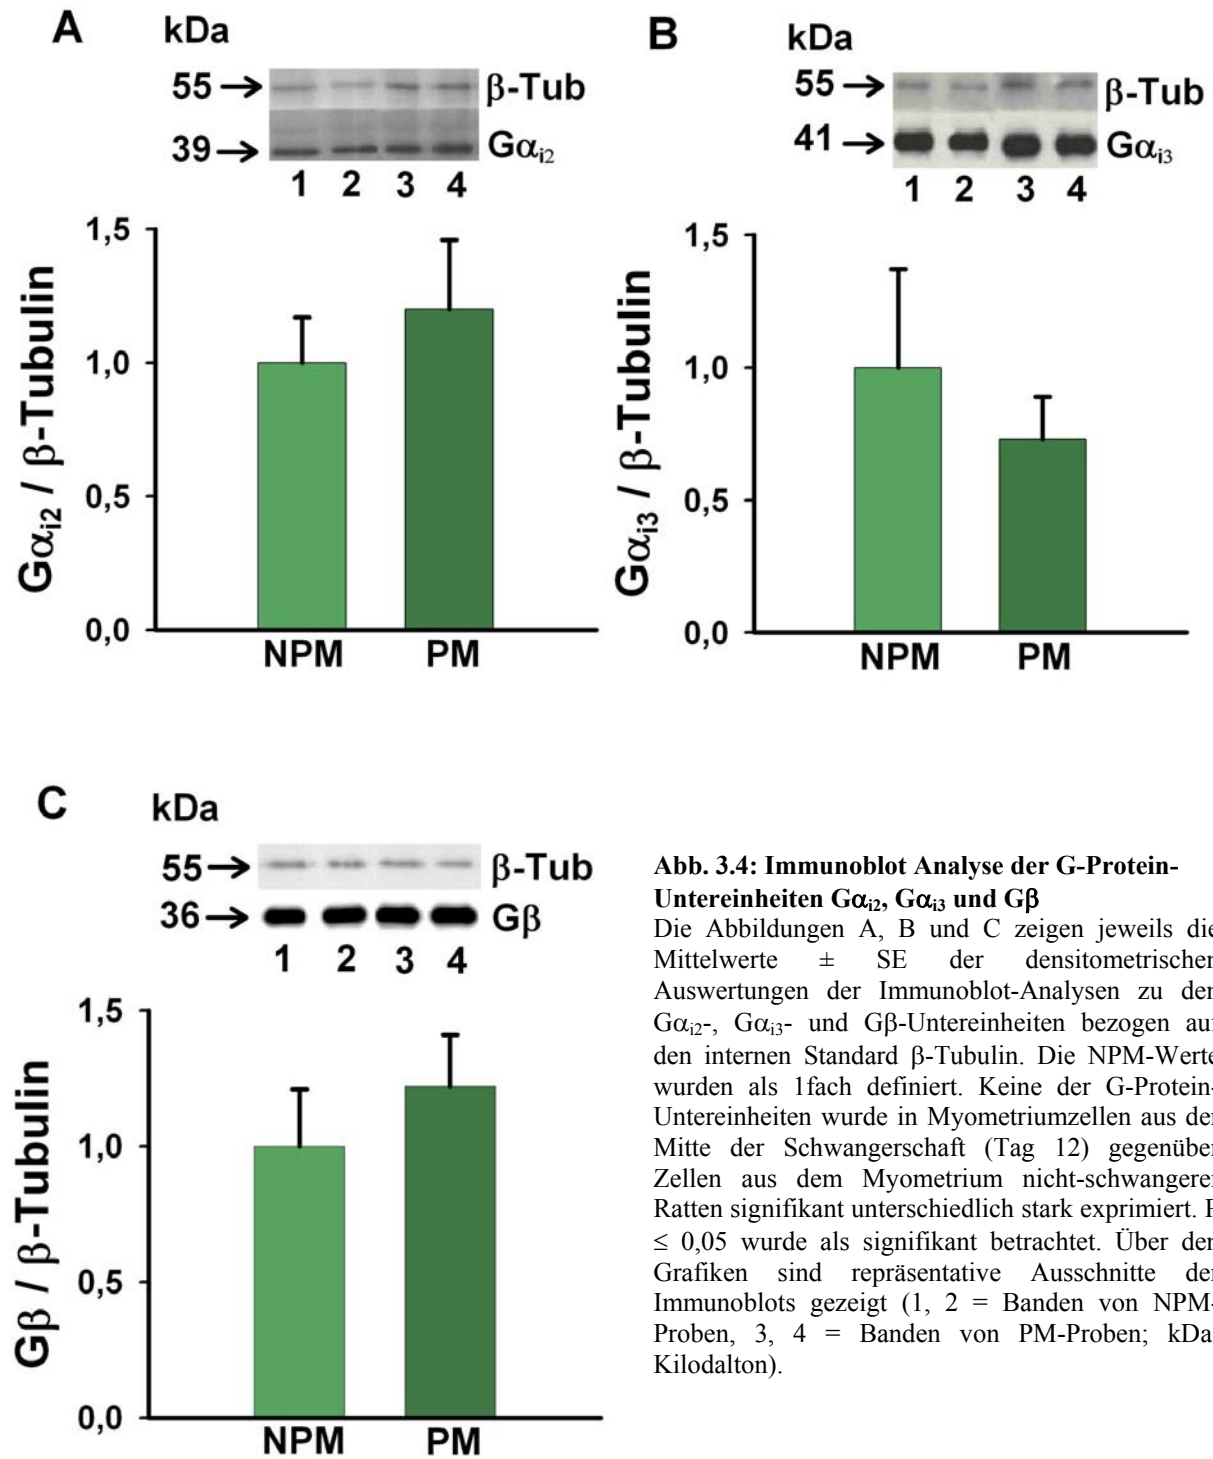 A
kDa
55 → β-Tub
39 → Gαi2
1 2 3 4
1,5
1,0
0,5
0,0
Gαi2 / β-Tubulin
NPM PM
B
kDa
55 → β-Tub
41 → Gαi3
1 2 3 4
1,5
1,0
0,5
0,0
Gαi3 / β-Tubulin
NPM PM
C
kDa
55 → β-Tub
36 → Gβ
1 2 3 4
1,5
1,0
0,5
0,0
Gβ / β-Tubulin
NPM PM
Abb. 3.4: Immunoblot Analyse der G-Protein-
Untereinheiten Gαi2, Gαi3 und Gβ
Die Abbildungen A, B und C zeigen jeweils die
Mittelwerte ± SE der densitometrischen
Auswertungen der Immunoblot-Analysen zu den
Gαi2-, Gαi3- und Gβ-Untereinheiten bezogen auf
den internen Standard β-Tubulin. Die NPM-Werte
wurden als 1fach definiert. Keine der G-Protein-
Untereinheiten wurde in Myometriumzellen aus der
Mitte der Schwangerschaft (Tag 12) gegenüber
Zellen aus dem Myometrium nicht-schwangerer
Ratten signifikant unterschiedlich stark exprimiert. P
≤ 0,05 wurde als signifikant betrachtet. Über den
Grafiken sind repräsentative Ausschnitte der
Immunoblots gezeigt (1, 2 = Banden von NPM-
Proben, 3, 4 = Banden von PM-Proben; kDa
Kilodalton).